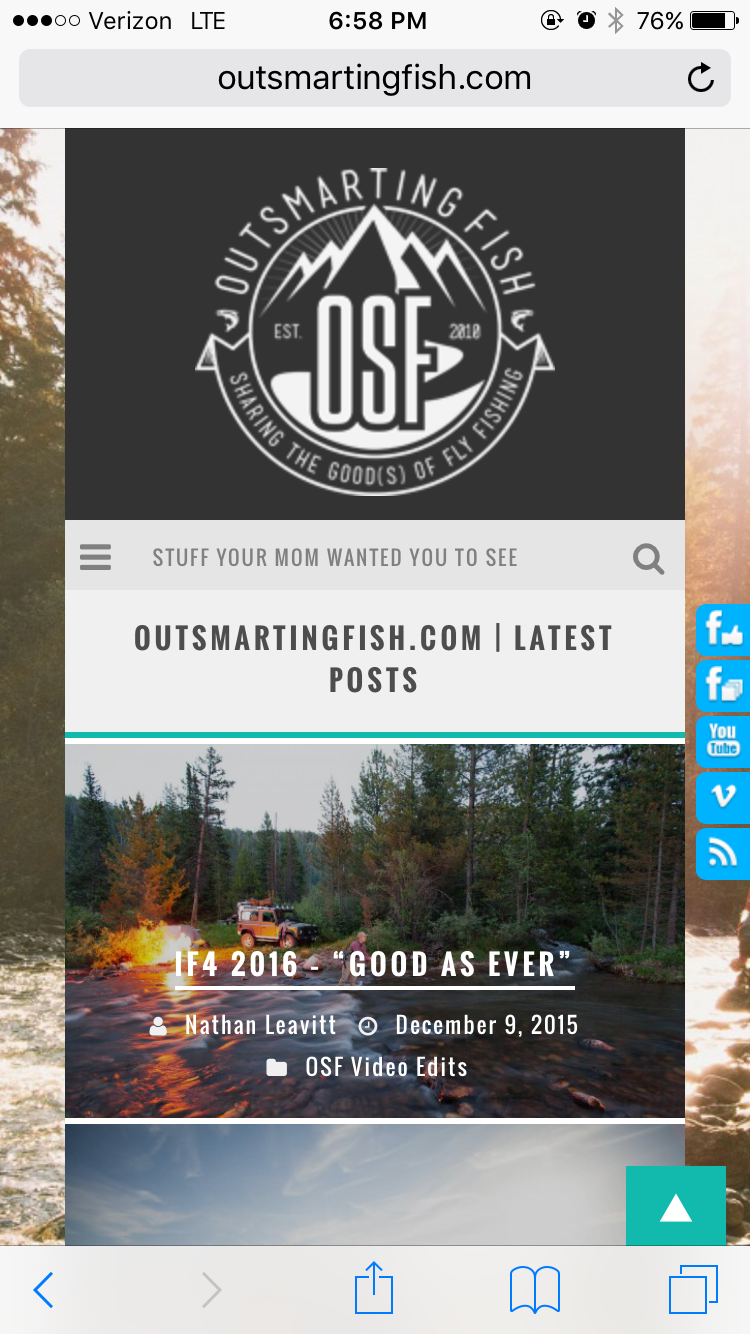 Verizon LTE 6:58 PM 76%
outsmartingfish.com
OUTSMARTING FISH
EST. 2010
OSF
SHARING THE GOOD(S) OF FLY FISHING
STUFF YOUR MOM WANTED YOU TO SEE
OUTSMARTINGFISH.COM | LATEST
POSTS
You
Tube
IF4 2016 - “GOOD AS EVER”
Nathan Leavitt December 9, 2015
OSF Video Edits